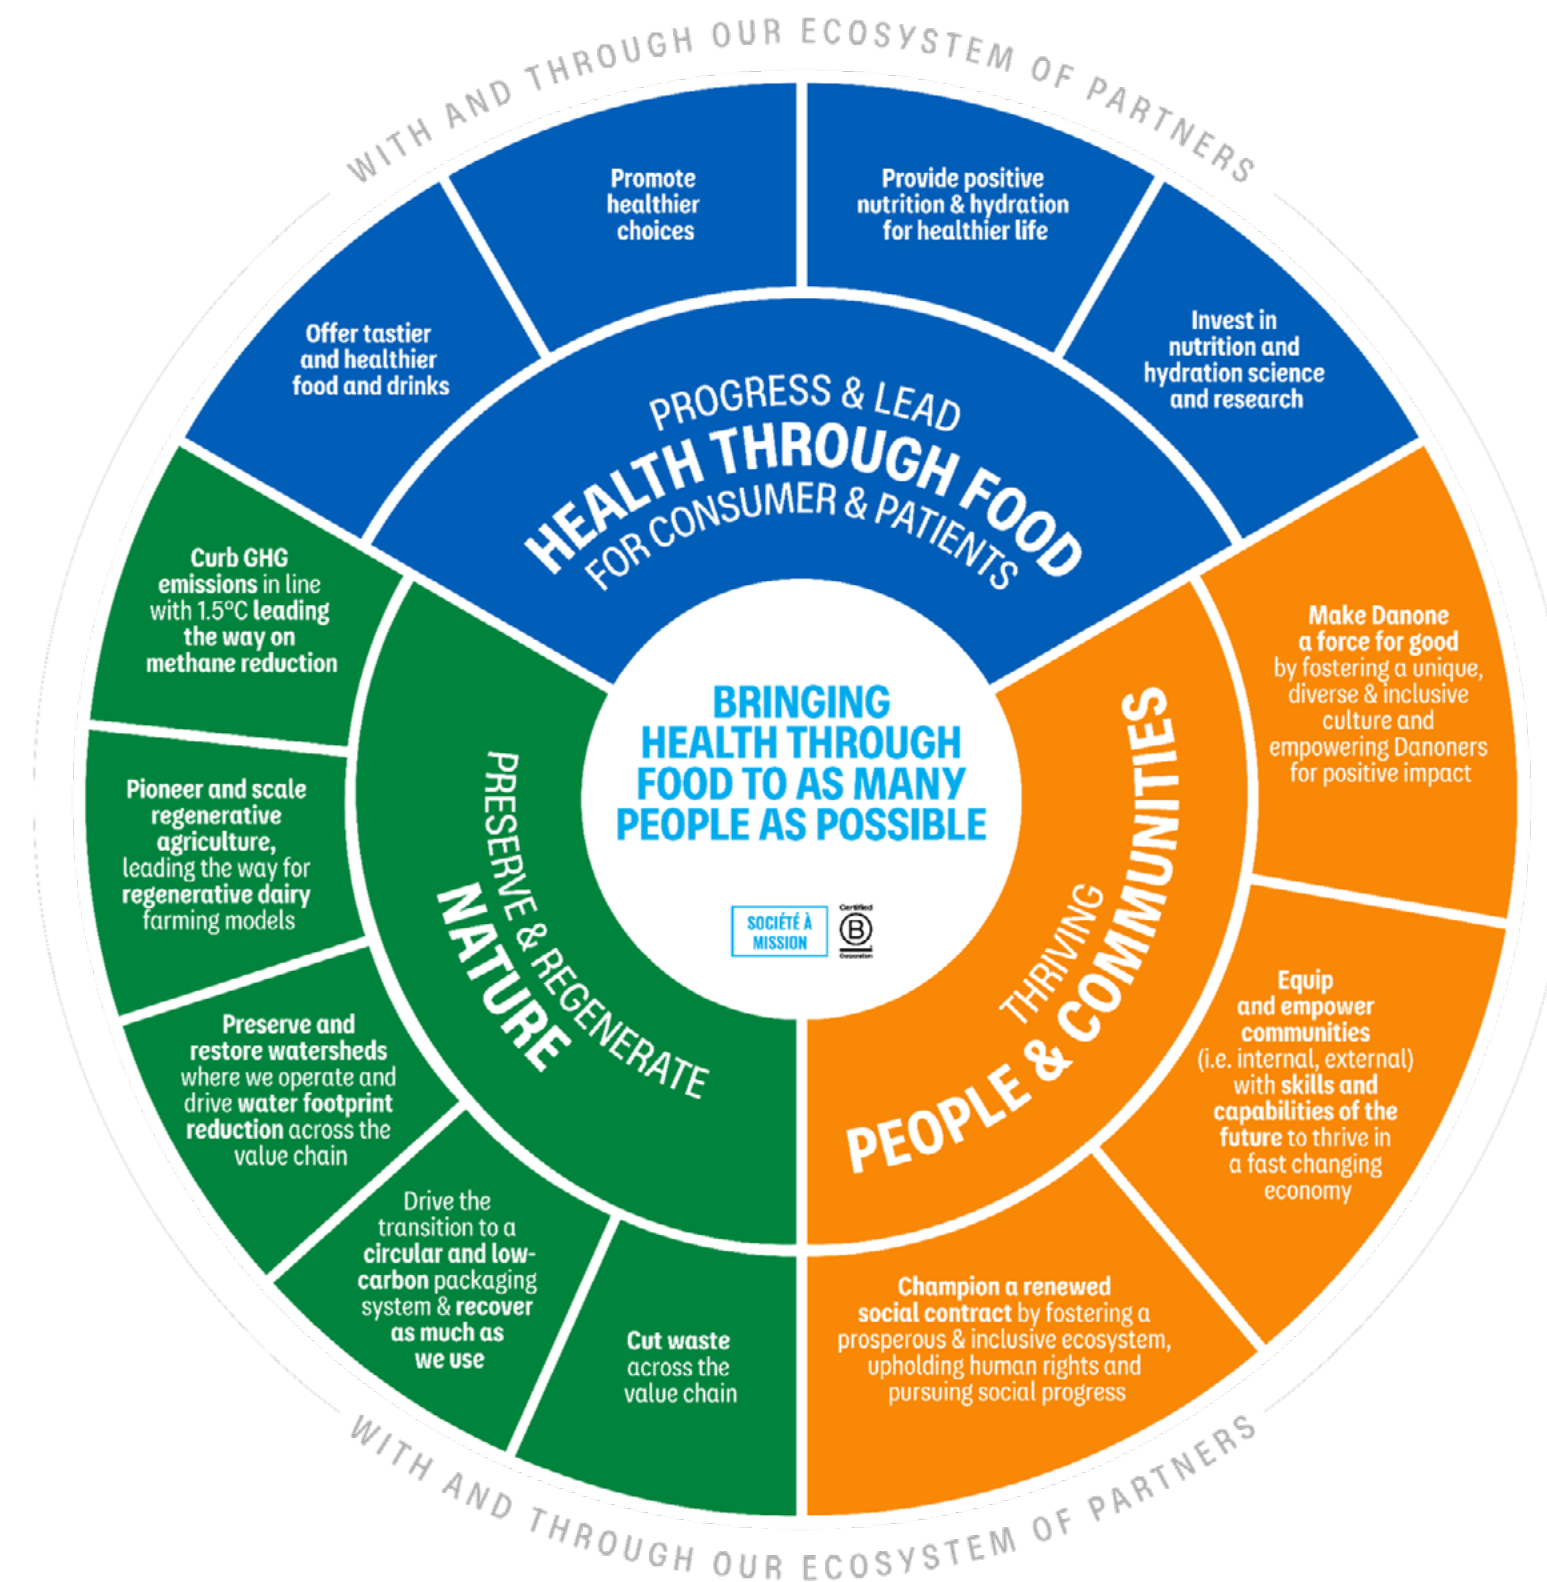 WITH AND THROUGH OUR ECOSYSTEM OF PARTNERS
Promote
healthier
choices
Provide positive
nutrition & hydration
for healthier life
Offer tastier
and healthier
food and drinks
Invest in
nutrition and
hydration science
and research
PROGRESS & LEAD
HEALTH THROUGH FOOD
FOR CONSUMER & PATIENTS
Curb GHG
emissions in line
with 1.5°C leading
the way on
methane reduction
Pioneer and scale
regenerative
agriculture,
leading the way for
regenerative dairy
farming models
Preserve and
restore watersheds
where we operate and
drive water footprint
reduction across the
value chain
Drive the
transition to a
circular and low-
carbon packaging
system & recover
as much as
we use
Cut waste
across the
value chain
PRESERVE & REGENERATE
NATURE
BRINGING
HEALTH THROUGH
FOOD TO AS MANY
PEOPLE AS POSSIBLE
SOCIÉTÉ À
MISSION
Certified
B
Corporation
THRIVING
PEOPLE & COMMUNITIES
Make Danone
a force for good
by fostering a unique,
diverse & inclusive
culture and
empowering Danoners
for positive impact
Equip
and empower
communities
(i.e. internal, external)
with skills and
capabilities of the
future to thrive in
a fast changing
economy
Champion a renewed
social contract by fostering a
prosperous & inclusive ecosystem,
upholding human rights and
pursuing social progress
WITH AND THROUGH OUR ECOSYSTEM OF PARTNERS